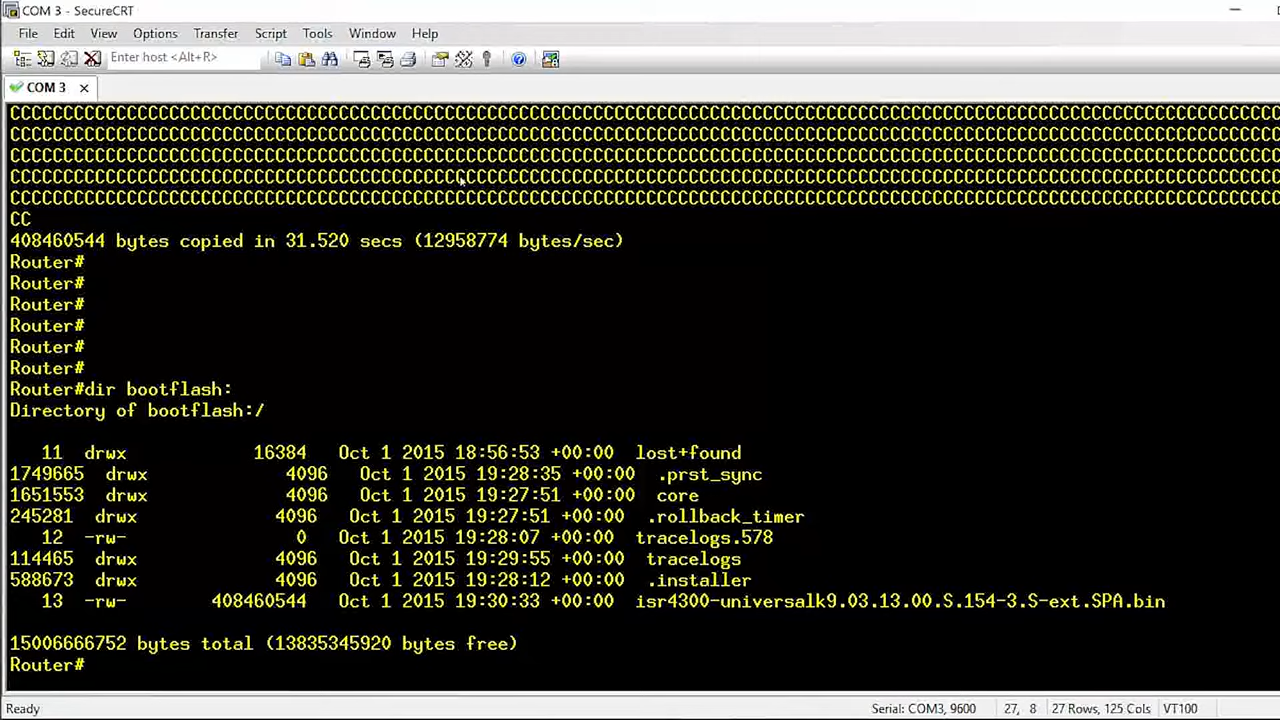 COM 3 - SecureCRT
File Edit View Options Transfer Script Tools Window Help
Enter host <Alt+R>
COM 3
CC
408460544 bytes copied in 31.520 secs (12958774 bytes/sec)
Router#
Router#
Router#
Router#
Router#
Router#
Router#dir bootflash:
Directory of bootflash:/
11 drwx 16384 Oct 1 2015 18:56:53 +00:00 lost+found
1749665 drwx 4096 Oct 1 2015 19:28:35 +00:00 .prst_sync
1651553 drwx 4096 Oct 1 2015 19:27:51 +00:00 core
245281 drwx 4096 Oct 1 2015 19:27:51 +00:00 .rollback_timer
12 -rw- 0 Oct 1 2015 19:28:07 +00:00 tracelogs.578
114465 drwx 4096 Oct 1 2015 19:29:55 +00:00 tracelogs
588673 drwx 4096 Oct 1 2015 19:28:12 +00:00 .installer
13 -rw- 408460544 Oct 1 2015 19:30:33 +00:00 isr4300-universalk9.03.13.00.S.154-3.S-ext.SPA.bin
15006666752 bytes total (13835345920 bytes free)
Router#
Ready Serial: COM3, 9600 27, 8 27 Rows, 125 Cols VT100